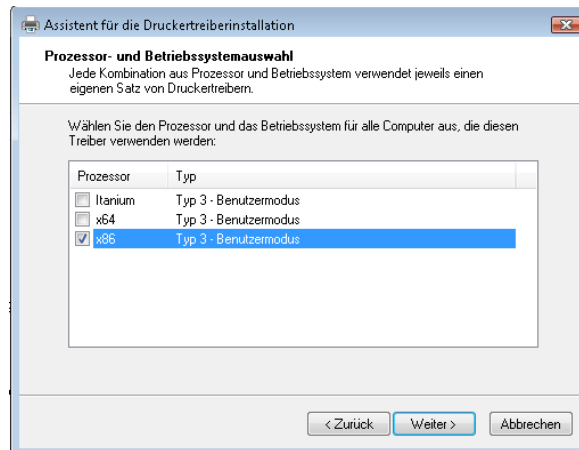 Assistent für die Druckertreiberinstallation
Prozessor- und Betriebssystemauswahl
Jede Kombination aus Prozessor und Betriebssystem verwendet jeweils einen
eigenen Satz von Druckertreibern.
Wählen Sie den Prozessor und das Betriebssystem für alle Computer aus, die diesen
Treiber verwenden werden:
Prozessor Typ
Itanium Typ 3 - Benutzermodus
x64 Typ 3 - Benutzermodus
x86 Typ 3 - Benutzermodus
< Zurück Weiter > Abbrechen